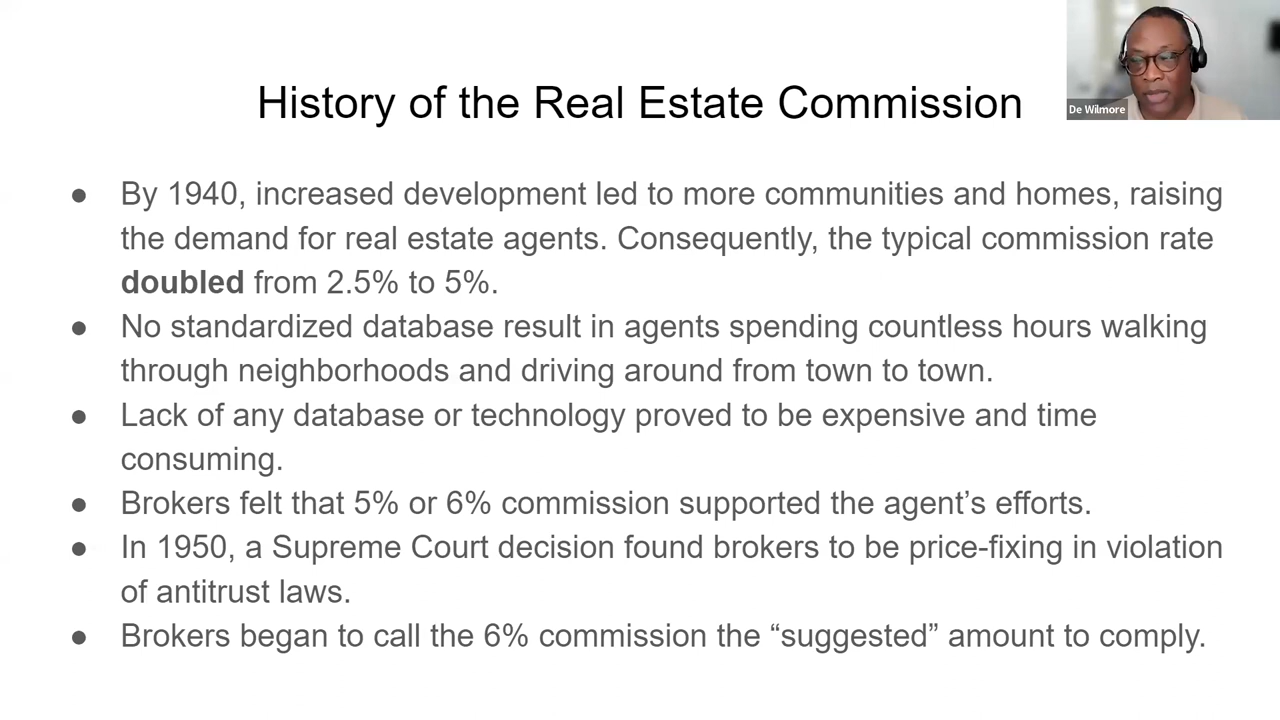 History of the Real Estate Commission
De Wilmore
● By 1940, increased development led to more communities and homes, raising
the demand for real estate agents. Consequently, the typical commission rate
doubled from 2.5% to 5%.
● No standardized database result in agents spending countless hours walking
through neighborhoods and driving around from town to town.
● Lack of any database or technology proved to be expensive and time
consuming.
● Brokers felt that 5% or 6% commission supported the agent’s efforts.
● In 1950, a Supreme Court decision found brokers to be price-fixing in violation
of antitrust laws.
● Brokers began to call the 6% commission the “suggested” amount to comply.